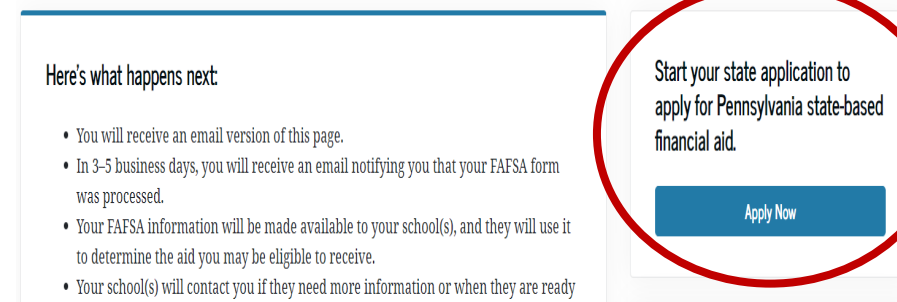 Here's what happens next:
• You will receive an email version of this page.
• In 3–5 business days, you will receive an email notifying you that your FAFSA form
was processed.
• Your FAFSA information will be made available to your school(s), and they will use it
to determine the aid you may be eligible to receive.
• Your school(s) will contact you if they need more information or when they are ready
Start your state application to
apply for Pennsylvania state-based
financial aid.
Apply Now